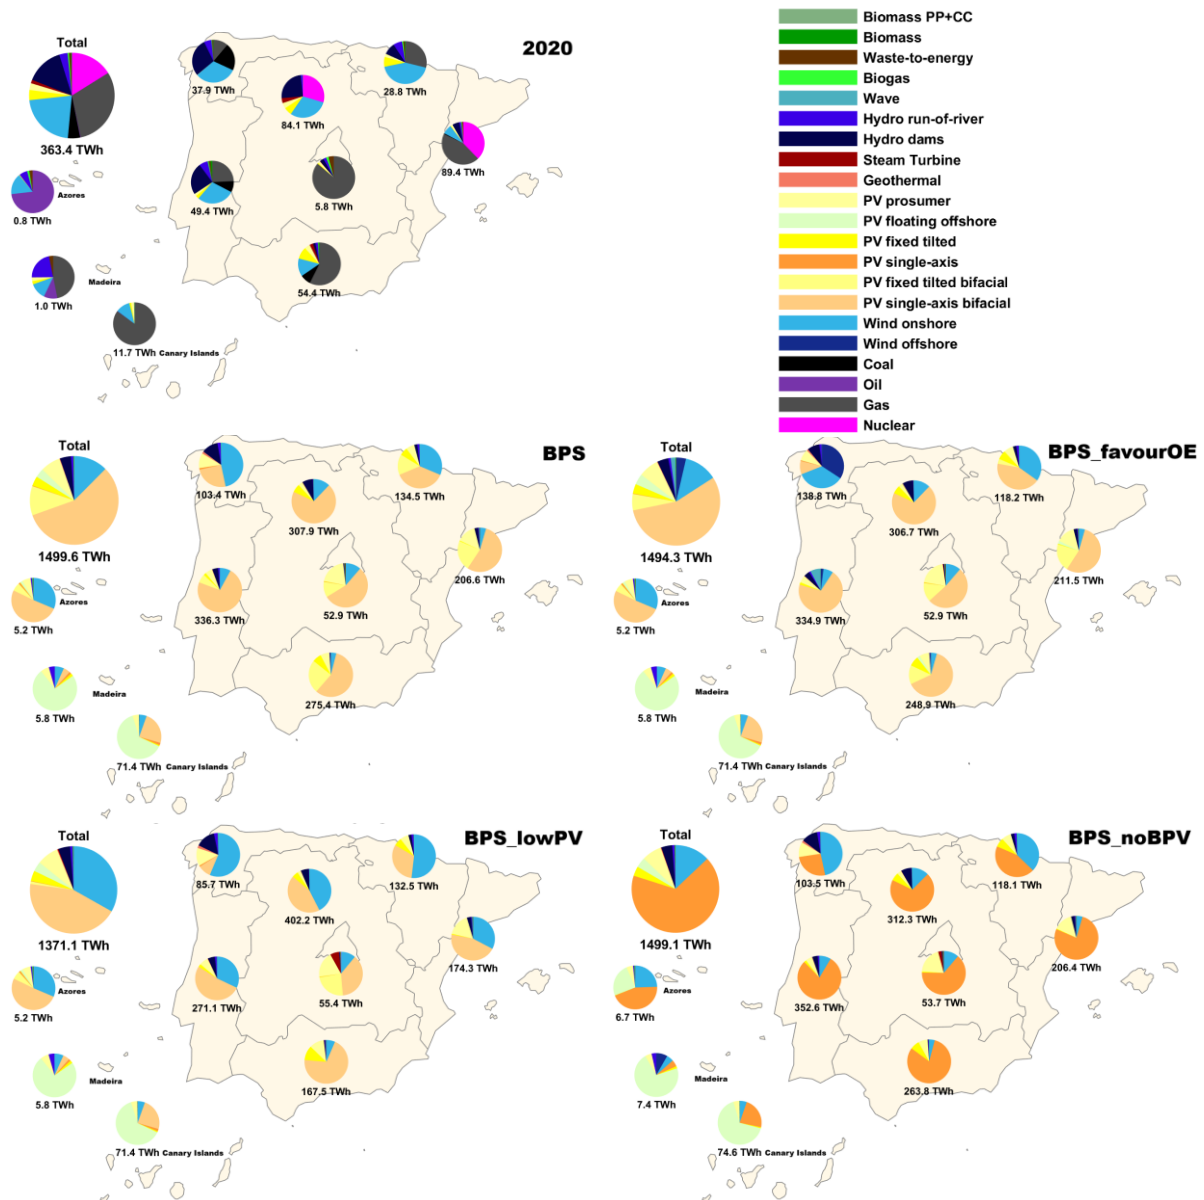 2020
Total
363.4 TWh
37.9 TWh
84.1 TWh
28.8 TWh
89.4 TWh
49.4 TWh
5.8 TWh
54.4 TWh
Azores
0.8 TWh
Madeira
1.0 TWh
11.7 TWh Canary Islands
Biomass PP+CC
Biomass
Waste-to-energy
Biogas
Wave
Hydro run-of-river
Hydro dams
Steam Turbine
Geothermal
PV prosumer
PV floating offshore
PV fixed tilted
PV single-axis
PV fixed tilted bifacial
PV single-axis bifacial
Wind onshore
Wind offshore
Coal
Oil
Gas
Nuclear
BPS
Total
1499.6 TWh
103.4 TWh
307.9 TWh
134.5 TWh
206.6 TWh
336.3 TWh
52.9 TWh
275.4 TWh
Azores
5.2 TWh
Madeira
5.8 TWh
71.4 TWh Canary Islands
BPS_favourOE
Total
1494.3 TWh
138.8 TWh
306.7 TWh
118.2 TWh
211.5 TWh
334.9 TWh
52.9 TWh
248.9 TWh
Azores
5.2 TWh
Madeira
5.8 TWh
71.4 TWh Canary Islands
BPS_lowPV
Total
1371.1 TWh
85.7 TWh
402.2 TWh
132.5 TWh
174.3 TWh
271.1 TWh
55.4 TWh
167.5 TWh
Azores
5.2 TWh
Madeira
5.8 TWh
71.4 TWh Canary Islands
BPS_noBPV
Total
1499.1 TWh
103.5 TWh
312.3 TWh
118.1 TWh
206.4 TWh
352.6 TWh
53.7 TWh
263.8 TWh
Azores
6.7 TWh
Madeira
7.4 TWh
74.6 TWh Canary Islands